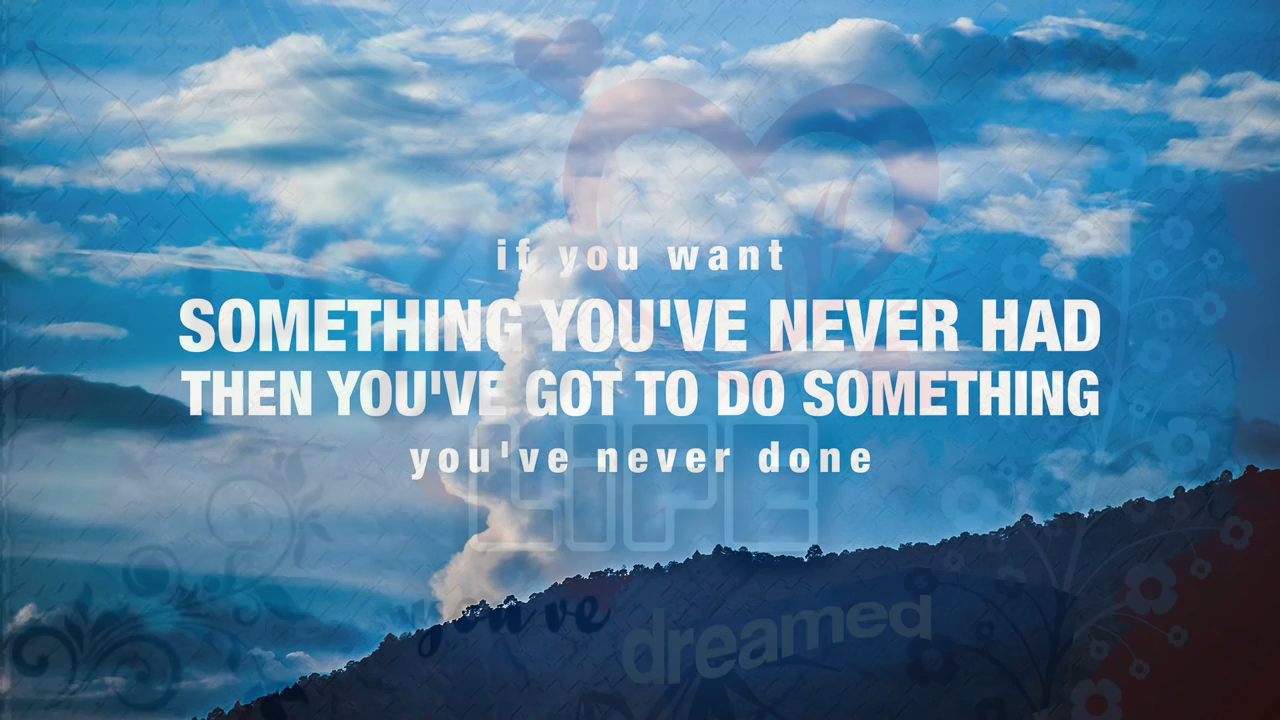 if you want
SOMETHING YOU'VE NEVER HAD
THEN YOU'VE GOT TO DO SOMETHING
you've never done
LIFE
you've dreamed